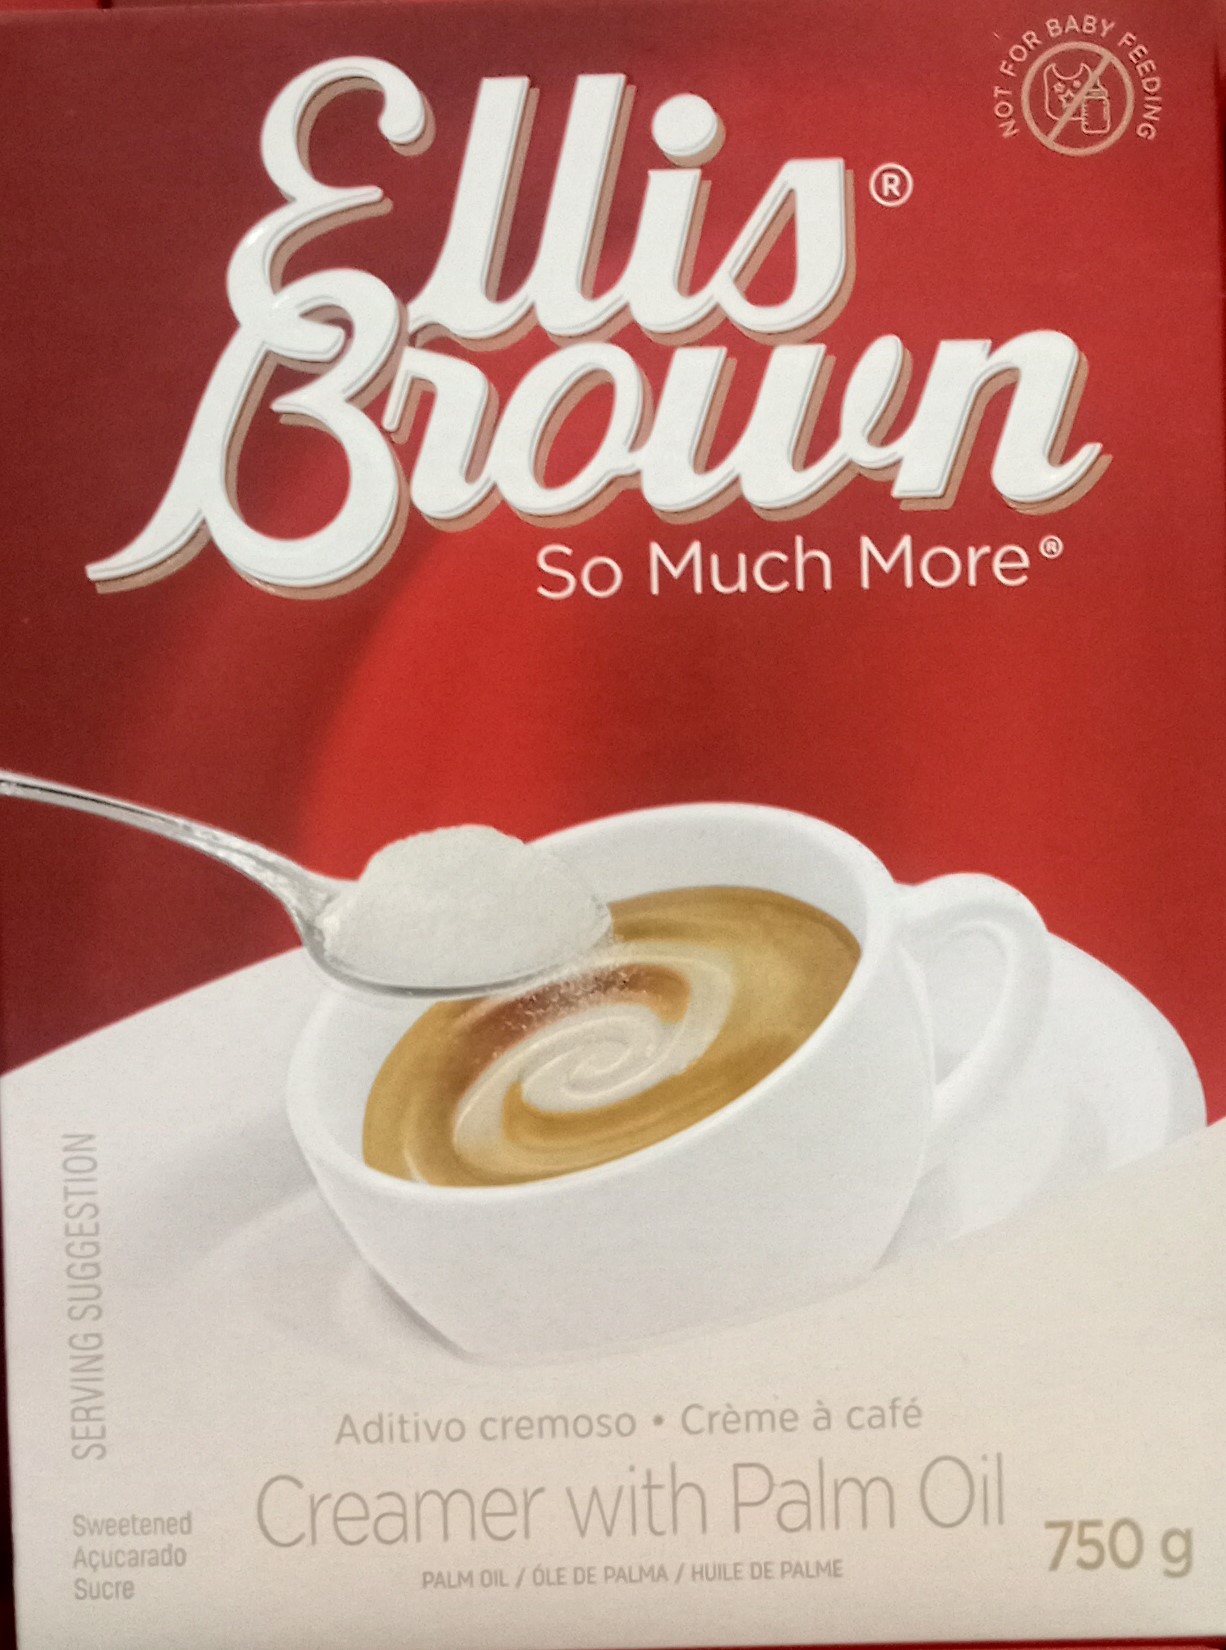 NOT FOR BABY FEEDING
Ellis®
Brown
So Much More®
SERVING SUGGESTION
Aditivo cremoso • Crème à café
Creamer with Palm Oil
PALM OIL / ÓLE DE PALMA / HUILE DE PALME
Sweetened
Açucarado
Sucre
750 g